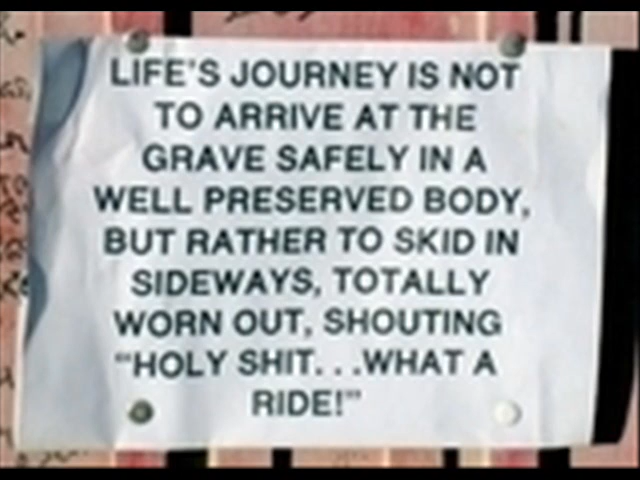 LIFE'S JOURNEY IS NOT
TO ARRIVE AT THE
GRAVE SAFELY IN A
WELL PRESERVED BODY,
BUT RATHER TO SKID IN
SIDEWAYS, TOTALLY
WORN OUT, SHOUTING
"HOLY SHIT...WHAT A
RIDE!"